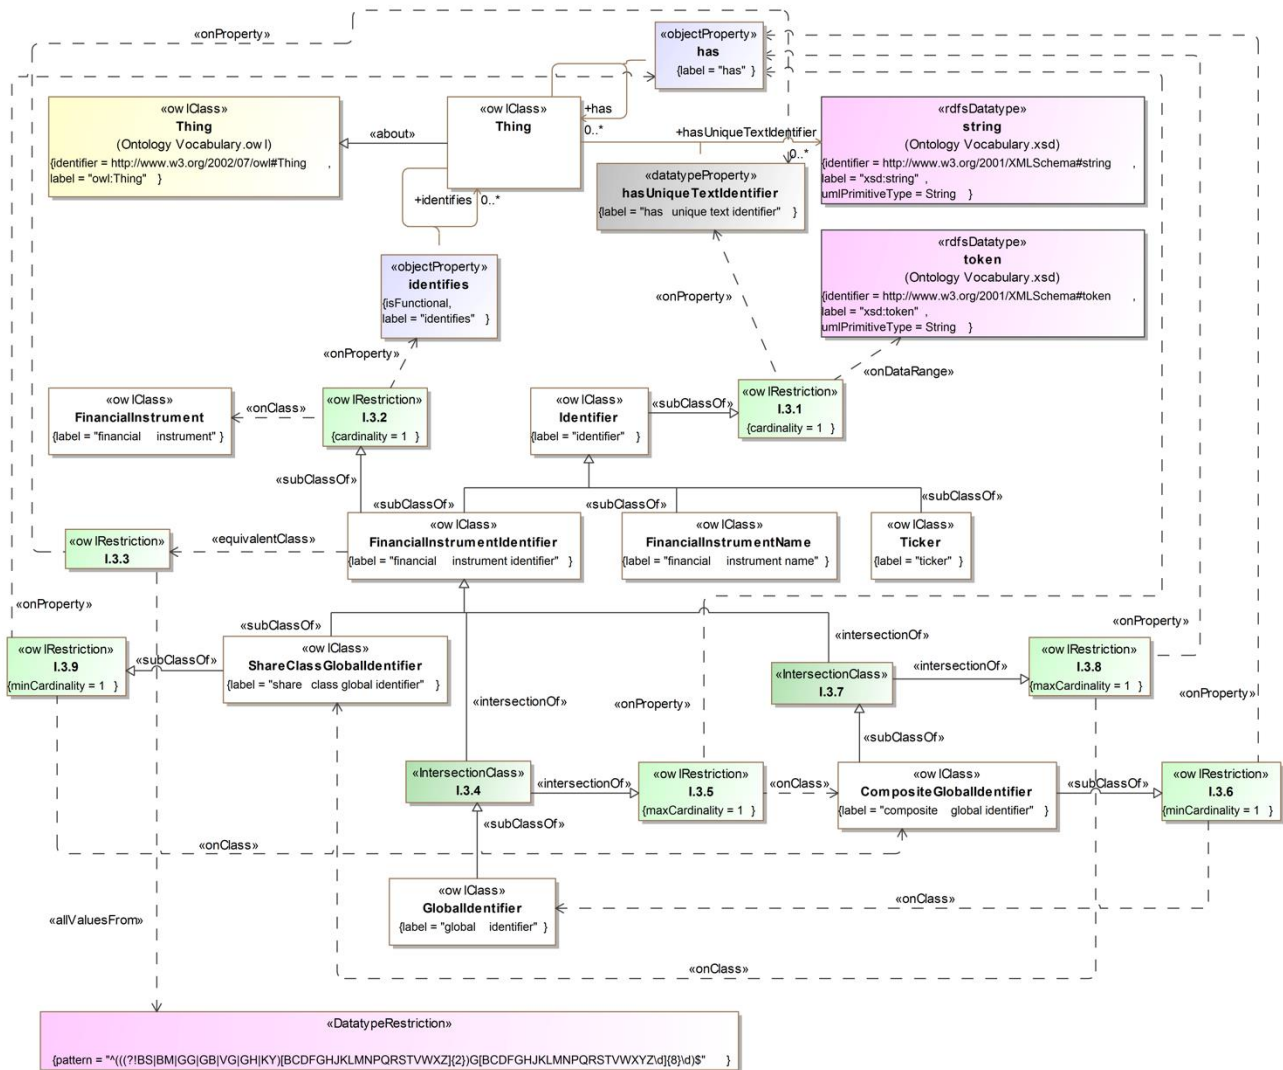 «onProperty»
«objectProperty»
has
{label = "has" }
«owlClass»
Thing
(Ontology Vocabulary.owl)
{identifier = http://www.w3.org/2002/07/owl#Thing ,
label = "owl:Thing" }
«about»
«owlClass»
Thing
+has
0..*
+hasUniqueTextIdentifier
0..*
«rdfsDatatype»
string
(Ontology Vocabulary.xsd)
{identifier = http://www.w3.org/2001/XMLSchema#string ,
label = "xsd:string" ,
umlPrimitiveType = String }
+identifies
0..*
«datatypeProperty»
hasUniqueTextIdentifier
{label = "has unique text identifier" }
«objectProperty»
identifies
{isFunctional,
label = "identifies" }
«onProperty»
«rdfsDatatype»
token
(Ontology Vocabulary.xsd)
{identifier = http://www.w3.org/2001/XMLSchema#token ,
label = "xsd:token" ,
umlPrimitiveType = String }
«onProperty»
«onDataRange»
«owlClass»
FinancialInstrument
{label = "financial instrument" }
«onClass»
«owlRestriction»
I.3.2
{cardinality = 1 }
«owlClass»
Identifier
{label = "identifier" }
«subClassOf»
«owlRestriction»
I.3.1
{cardinality = 1 }
«subClassOf»
«subClassOf»
«subClassOf»
«subClassOf»
«owlRestriction»
I.3.3
«equivalentClass»
«owlClass»
FinancialInstrumentIdentifier
{label = "financial instrument identifier" }
«owlClass»
FinancialInstrumentName
{label = "financial instrument name" }
«owlClass»
Ticker
{label = "ticker" }
«onProperty»
«owlRestriction»
I.3.9
{minCardinality = 1 }
«subClassOf»
«subClassOf»
«owlClass»
ShareClassGlobalIdentifier
{label = "share class global identifier" }
«intersectionOf»
«onProperty»
«intersectionOf»
«IntersectionClass»
I.3.7
«intersectionOf»
«onProperty»
«owlRestriction»
I.3.8
{maxCardinality = 1 }
«onProperty»
«subClassOf»
«IntersectionClass»
I.3.4
«intersectionOf»
«owlRestriction»
I.3.5
{maxCardinality = 1 }
«onClass»
«owlClass»
CompositeGlobalIdentifier
{label = "composite global identifier" }
«subClassOf»
«owlRestriction»
I.3.6
{minCardinality = 1 }
«subClassOf»
«onClass»
«owlClass»
GlobalIdentifier
{label = "global identifier" }
«onClass»
«allValuesFrom»
«onClass»
«DatatypeRestriction»
{pattern = "^(((?!BS|BM|GG|GB|VG|GH|KY)[BCDFGHJKLMNPQRSTVWXZ]{2})G[BCDFGHJKLMNPQRSTVWXYZ\d]{8}\d)$" }